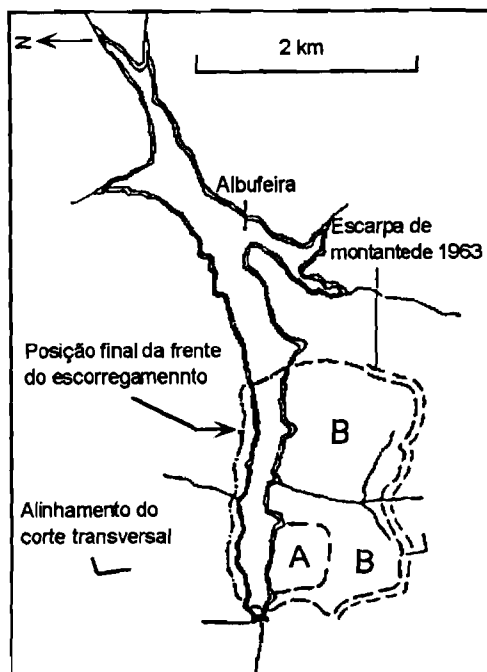 N
2 km
Albufeira
Escarpa de
montantede 1963
Posição final da frente
do escorregamennto
B
Alinhamento do
corte transversal
A
B